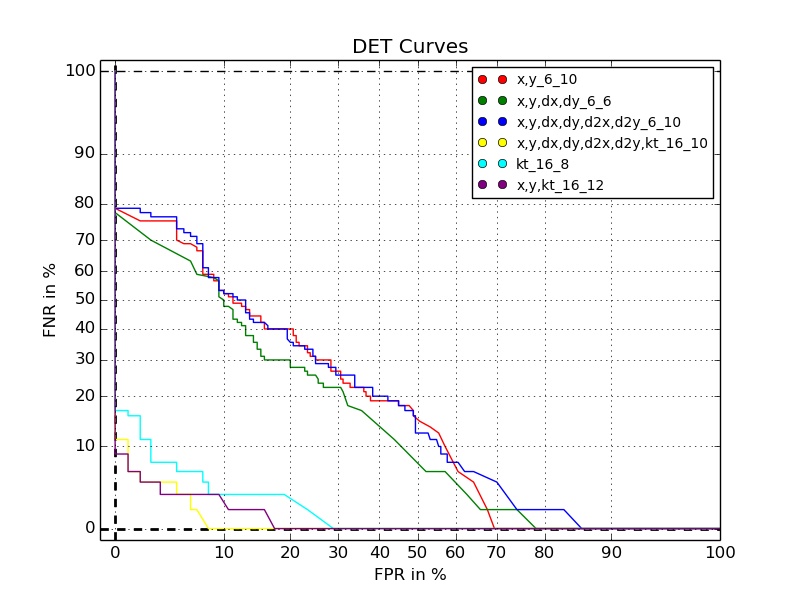 DET Curves
x,y_6_10
x,y,dx,dy_6_6
x,y,dx,dy,d2x,d2y_6_10
x,y,dx,dy,d2x,d2y,kt_16_10
kt_16_8
x,y,kt_16_12
FNR in %
100
90
80
70
60
50
40
30
20
10
0
0 10 20 30 40 50 60 70 80 90 100
FPR in %